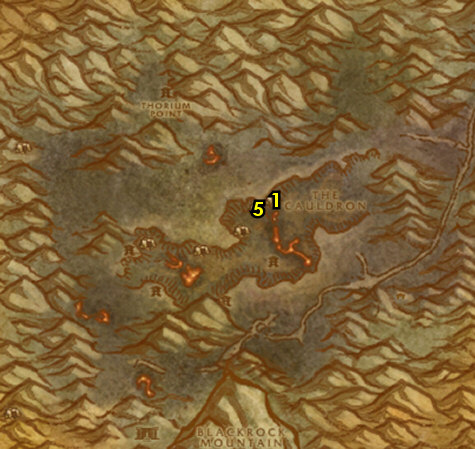 THORIUM
POINT
5 1
THE
CAULDRON
BLACKROCK
MOUNTAIN